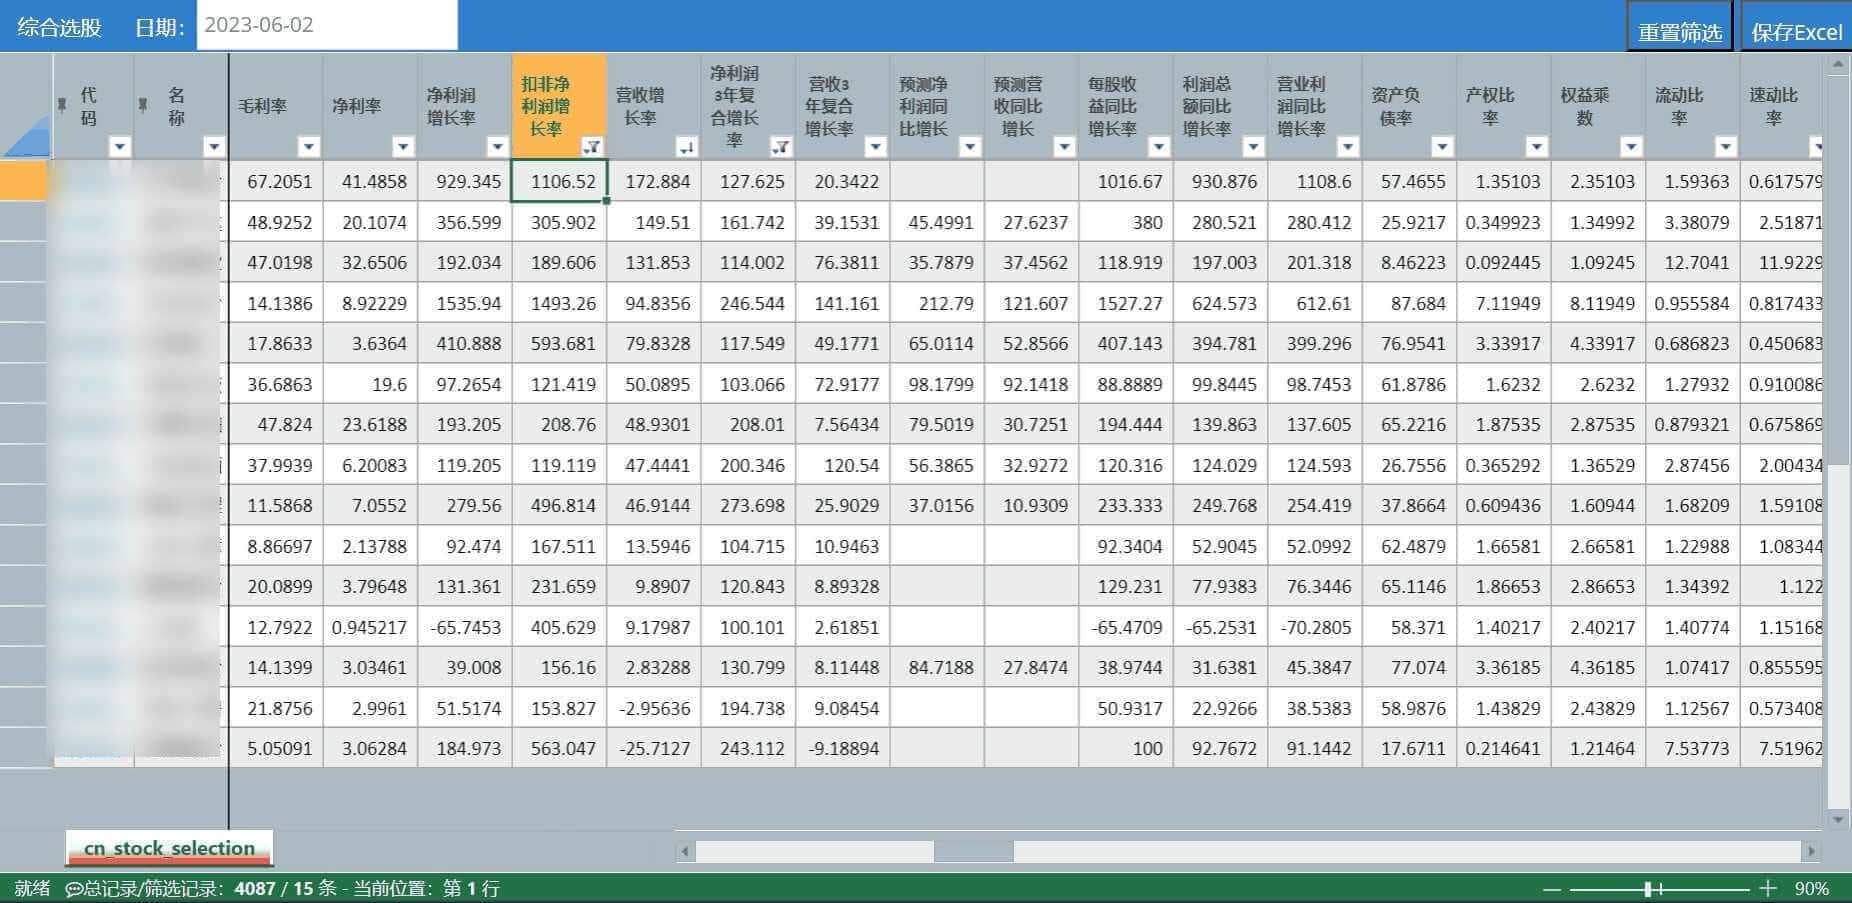 综合选股 日期: 2023-06-02 重置筛选 保存Excel
代码 名称 毛利率 净利率 净利润增长率 扣非净利润增长率 营收增长率 净利润3年复合增长率 营收3年复合增长率 预测净利润同比增长 预测营收同比增长 每股收益同比增长率 利润总额同比增长率 营业利润同比增长率 资产负债率 产权比率 权益乘数 流动比率 速动比率
67.2051 41.4858 929.345 1106.52 172.884 127.625 20.3422 1016.67 930.876 1108.6 57.4655 1.35103 2.35103 1.59363 0.617579
48.9252 20.1074 356.599 305.902 149.51 161.742 39.1531 45.4991 27.6237 380 280.521 280.412 25.9217 0.349923 1.34992 3.38079 2.51871
47.0198 32.6506 192.034 189.606 131.853 114.002 76.3811 35.7879 37.4562 118.919 197.003 201.318 8.46223 0.092445 1.09245 12.7041 11.9229
14.1386 8.92229 1535.94 1493.26 94.8356 246.544 141.161 212.79 121.607 1527.27 624.573 612.61 87.684 7.11949 8.11949 0.955584 0.817433
17.8633 3.6364 410.888 593.681 79.8328 117.549 49.1771 65.0114 52.8566 407.143 394.781 399.296 76.9541 3.33917 4.33917 0.686823 0.450683
36.6863 19.6 97.2654 121.419 50.0895 103.066 72.9177 98.1799 92.1418 88.8889 99.8445 98.7453 61.8786 1.6232 2.6232 1.27932 0.910086
47.824 23.6188 193.205 208.76 48.9301 208.01 7.56434 79.5019 30.7251 194.444 139.863 137.605 65.2216 1.87535 2.87535 0.879321 0.675869
37.9939 6.20083 119.205 119.119 47.4441 200.346 120.54 56.3865 32.9272 120.316 124.029 124.593 26.7556 0.365292 1.36529 2.87456 2.00434
11.5868 7.0552 279.56 496.814 46.9144 273.698 25.9029 37.0156 10.9309 233.333 249.768 254.419 37.8664 0.609436 1.60944 1.68209 1.59108
8.86697 2.13788 92.474 167.511 13.5946 104.715 10.9463 92.3404 52.9045 52.0992 62.4879 1.66581 2.66581 1.22988 1.08344
20.0899 3.79648 131.361 231.659 9.8907 120.843 8.89328 129.231 77.9383 76.3446 65.1146 1.86653 2.86653 1.34392 1.122
12.7922 0.945217 -65.7453 405.629 9.17987 100.101 2.61851 -65.4709 -65.2531 -70.2805 58.371 1.40217 2.40217 1.40774 1.15168
14.1399 3.03461 39.008 156.16 2.83288 130.799 8.11448 84.7188 27.8474 38.9744 31.6381 45.3847 77.074 3.36185 4.36185 1.07417 0.855595
21.8756 2.9961 51.5174 153.827 -2.95636 194.738 9.08454 50.9317 22.9266 38.5383 58.9876 1.43829 2.43829 1.12567 0.573408
5.05091 3.06284 184.973 563.047 -25.7127 243.112 -9.18894 100 92.7672 91.1442 17.6711 0.214641 1.21464 7.53773 7.51962
cn_stock_selection
就绪 总记录/筛选记录: 4087 / 15 条 - 当前位置: 第 1 行 90%